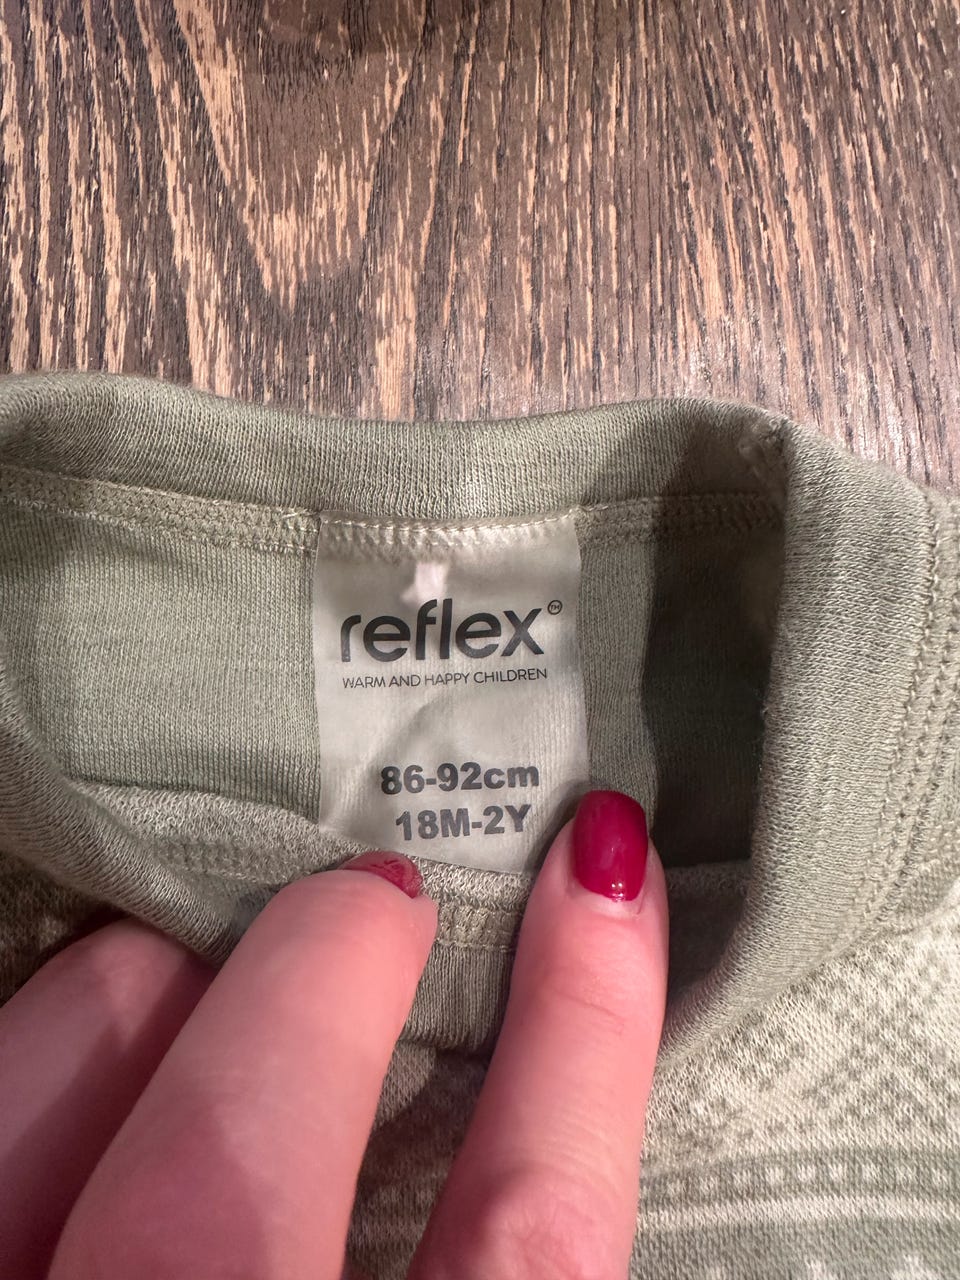 reflex™
WARM AND HAPPY CHILDREN
86-92cm
18M-2Y